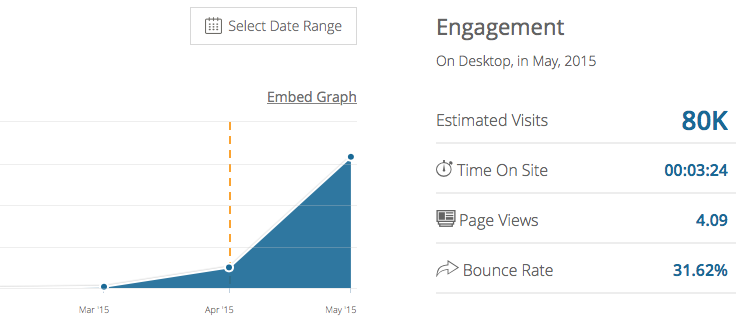 Select Date Range
Embed Graph
Mar '15
Apr '15
May '15
Engagement
On Desktop, in May, 2015
Estimated Visits 80K
Time On Site 00:03:24
Page Views 4.09
Bounce Rate 31.62%